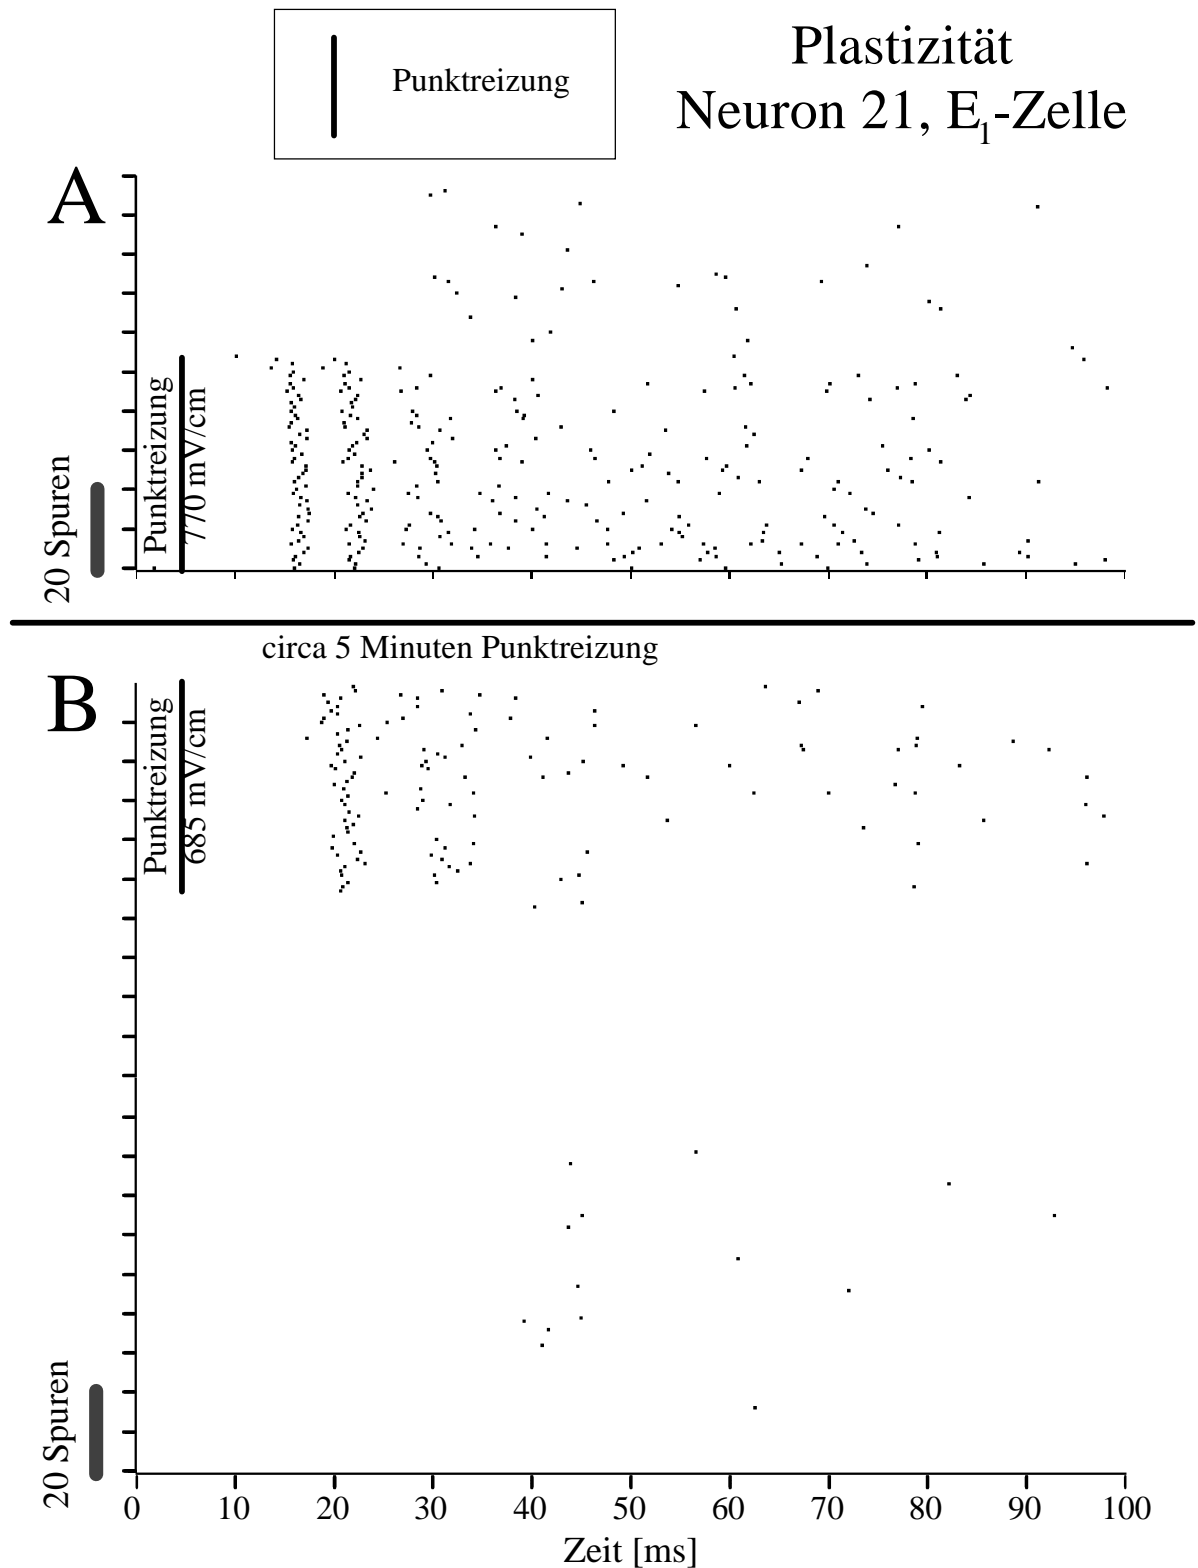 Punktreizung
Plastizität
Neuron 21, E1-Zelle
A
Punktreizung
770 mV/cm
20 Spuren
circa 5 Minuten Punktreizung
B
Punktreizung
685 mV/cm
20 Spuren
0 10 20 30 40 50 60 70 80 90 100
Zeit [ms]